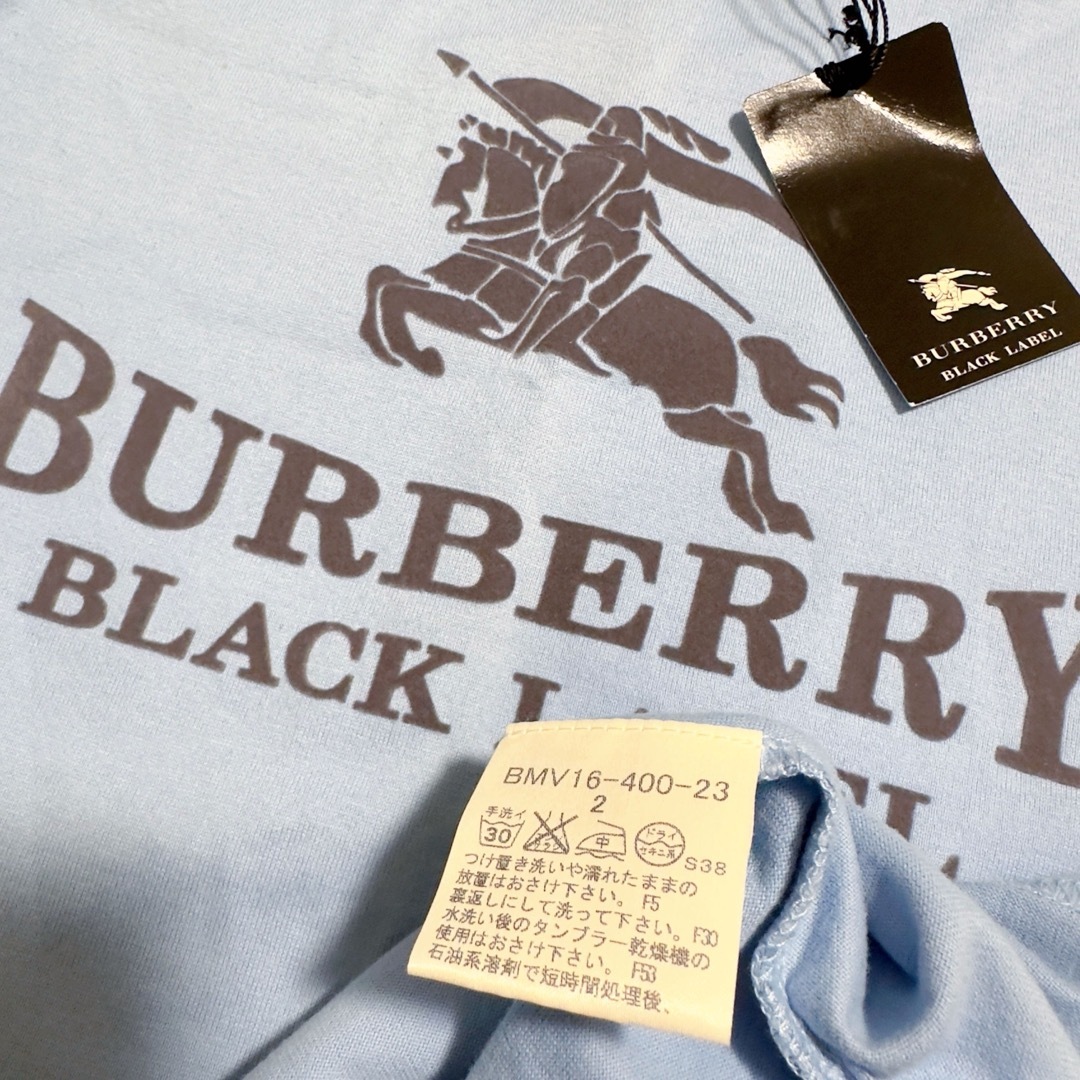 BURBERRY
BLACK LABEL
BURBERRY
BLACK
BMV16-400-23
2
手洗イ
30
中
ドライ
セキユ系
S38
つけ置き洗いや濡れたままの
放置はおさけ下さい。 F5
裏返しにして洗って下さい。F30
水洗い後のタンブラー乾燥機の
使用はおさけ下さい。 F53
石油系溶剤で短時間処理後、